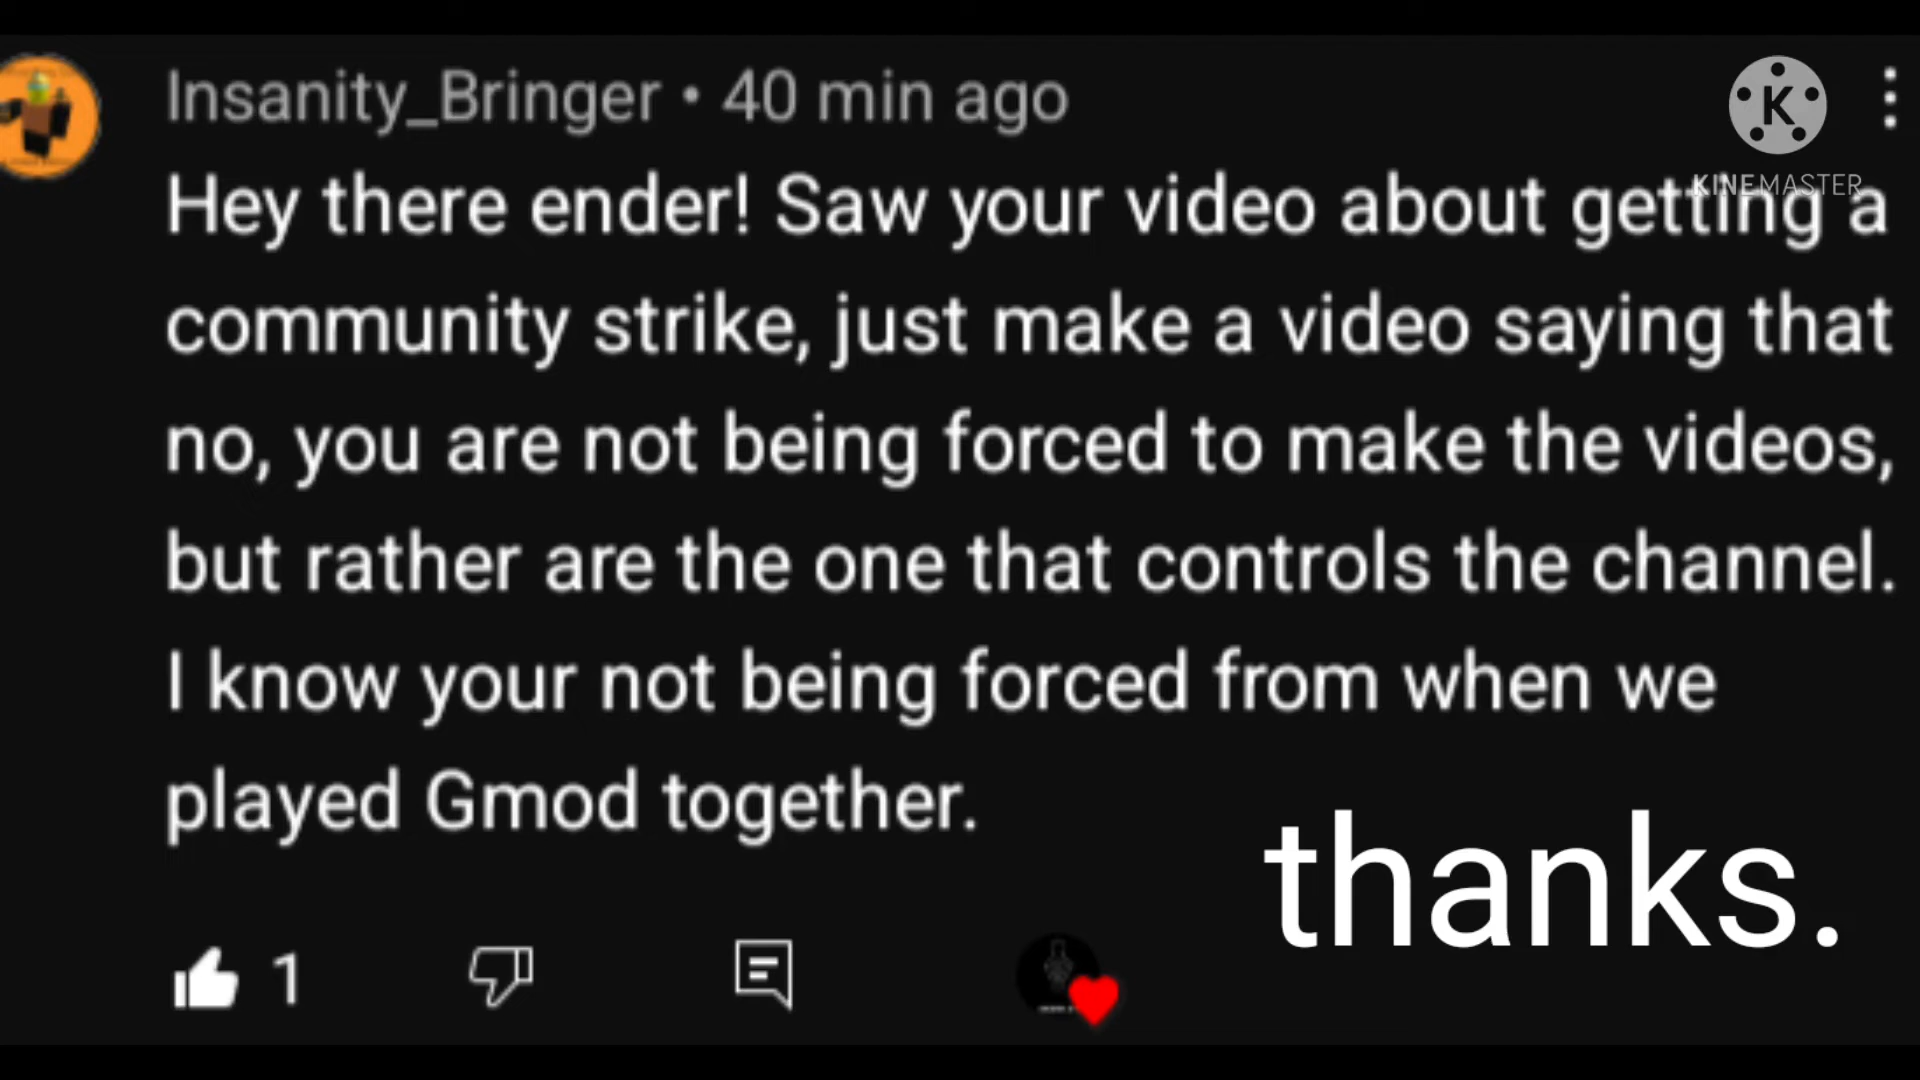 Insanity_Bringer • 40 min ago
K
KINEMASTER
Hey there ender! Saw your video about getting a
community strike, just make a video saying that
no, you are not being forced to make the videos,
but rather are the one that controls the channel.
I know your not being forced from when we
played Gmod together.
thanks.
1